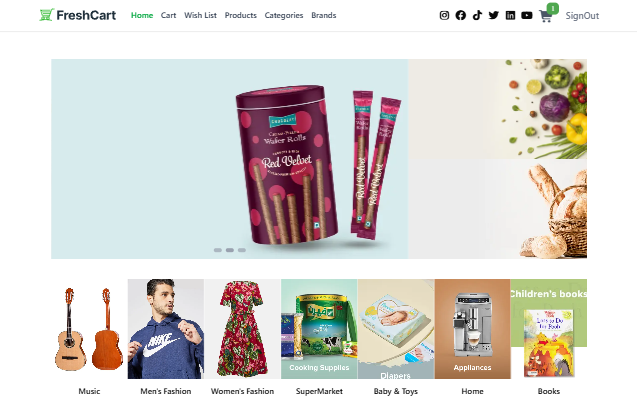 FreshCart Home Cart Wish List Products Categories Brands 1 SignOut
Wafer Rolls
Red Velvet
Red Velvet
Red Velvet
Children's books
NIKE
Cooking Supplies
Diapers
Appliances
Music Men's Fashion Women's Fashion SuperMarket Baby & Toys Home Books